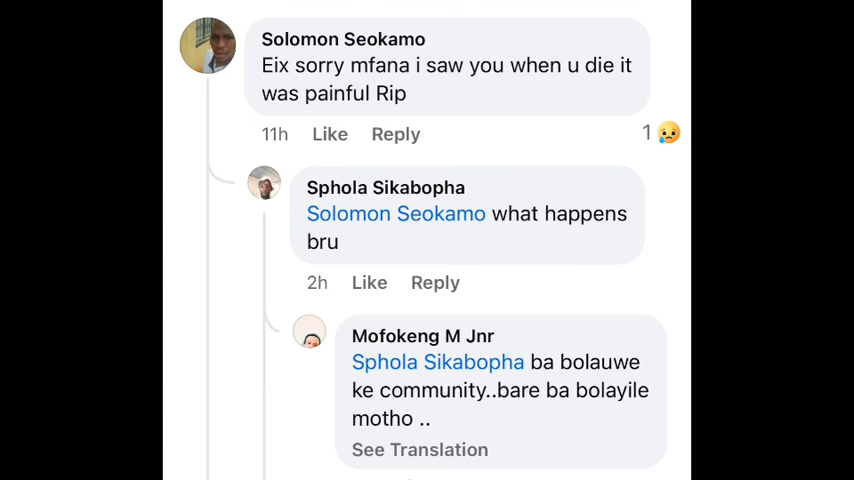 Solomon Seokamo
Eix sorry mfana i saw you when u die it
was painful Rip
11h Like Reply 1 😥
Sphola Sikabopha
Solomon Seokamo what happens
bru
2h Like Reply
Mofokeng M Jnr
Sphola Sikabopha ba bolauwe
ke community..bare ba bolayile
motho ..
See Translation